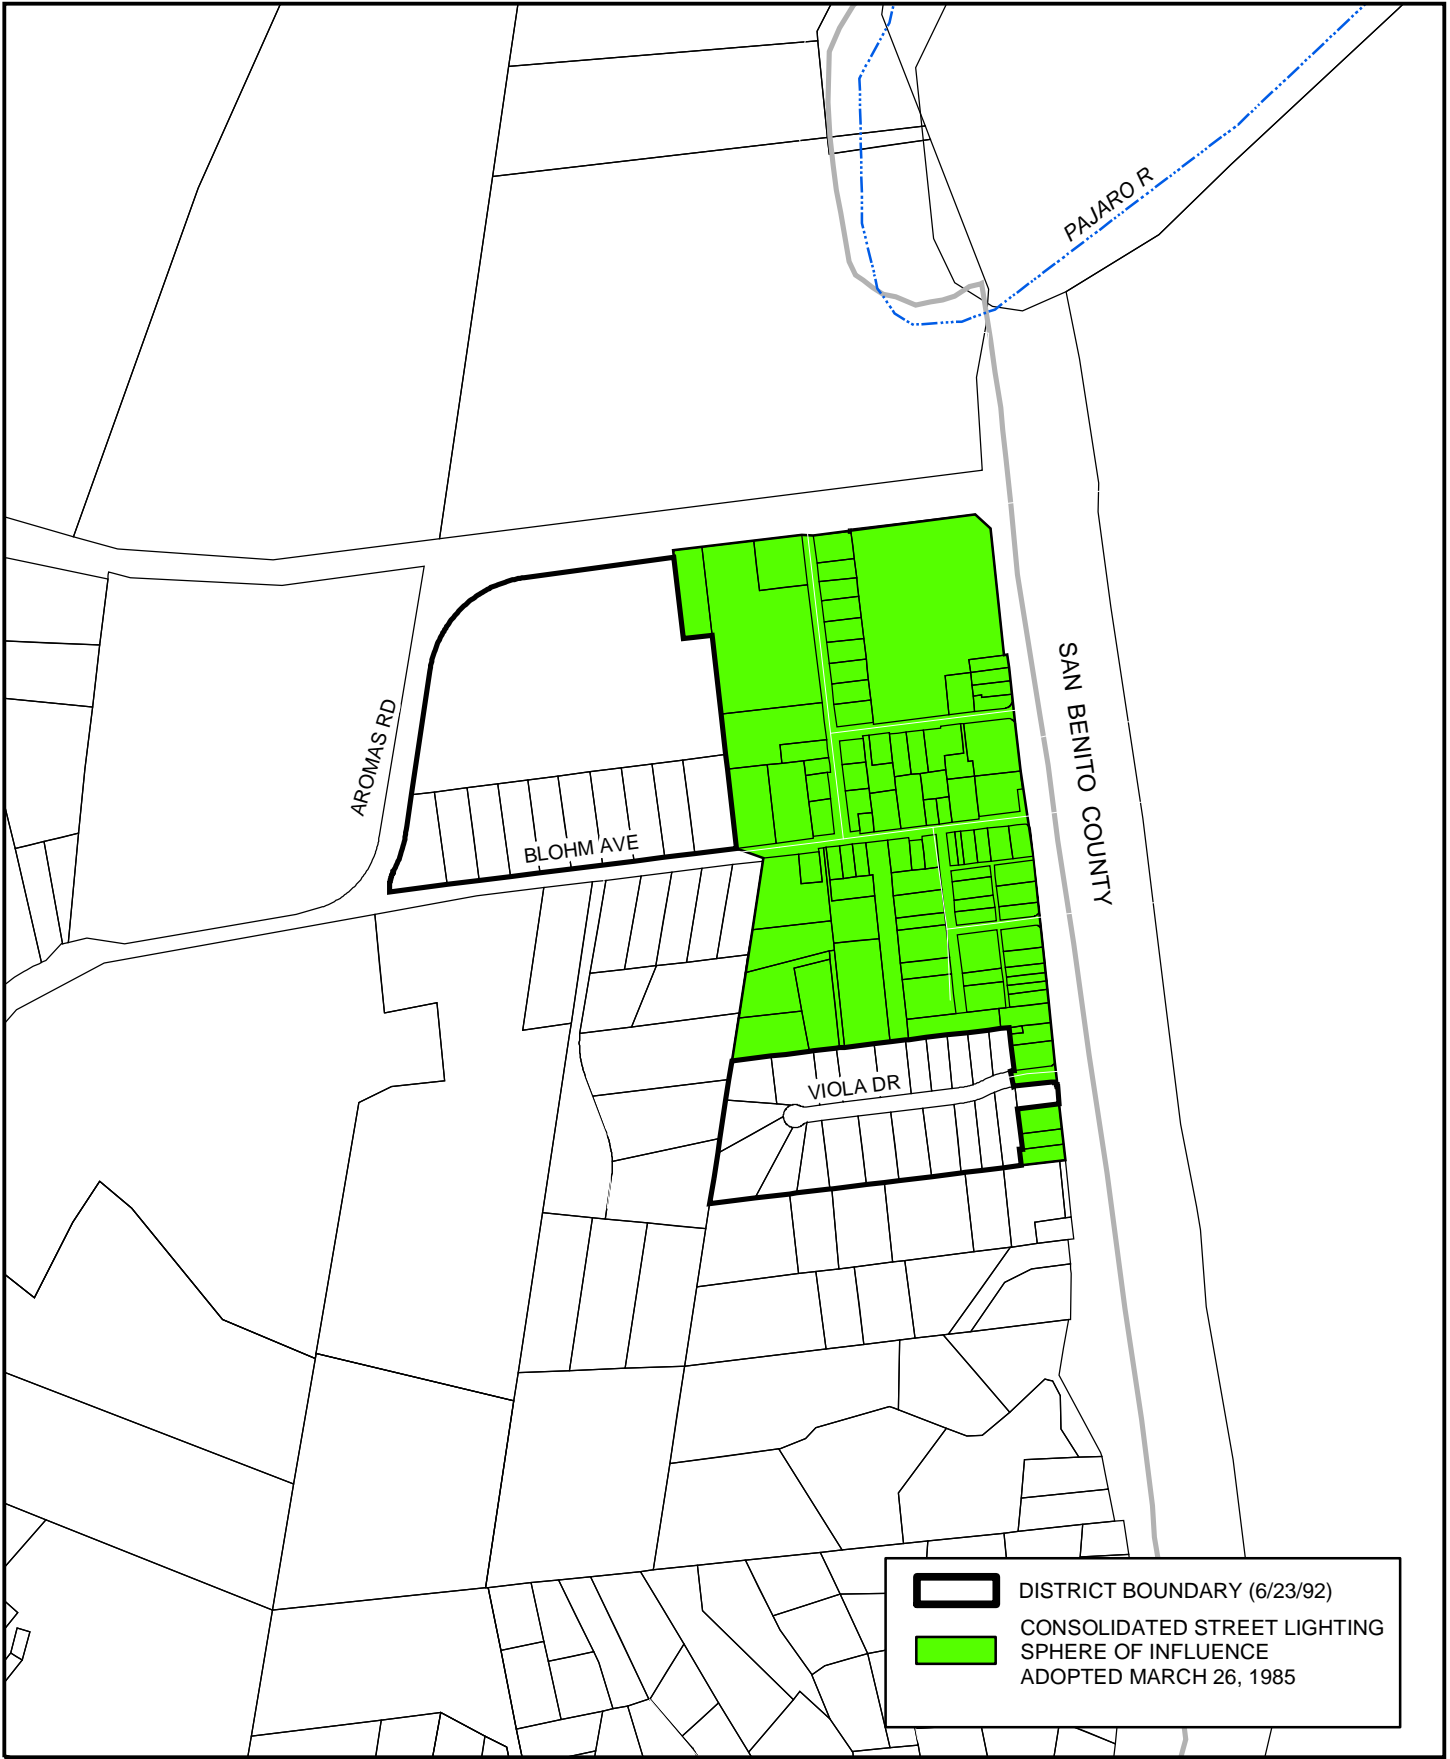 PAJARO R
AROMAS RD
SAN BENITO COUNTY
BLOHM AVE
VIOLA DR
DISTRICT BOUNDARY (6/23/92)
CONSOLIDATED STREET LIGHTING
SPHERE OF INFLUENCE
ADOPTED MARCH 26, 1985